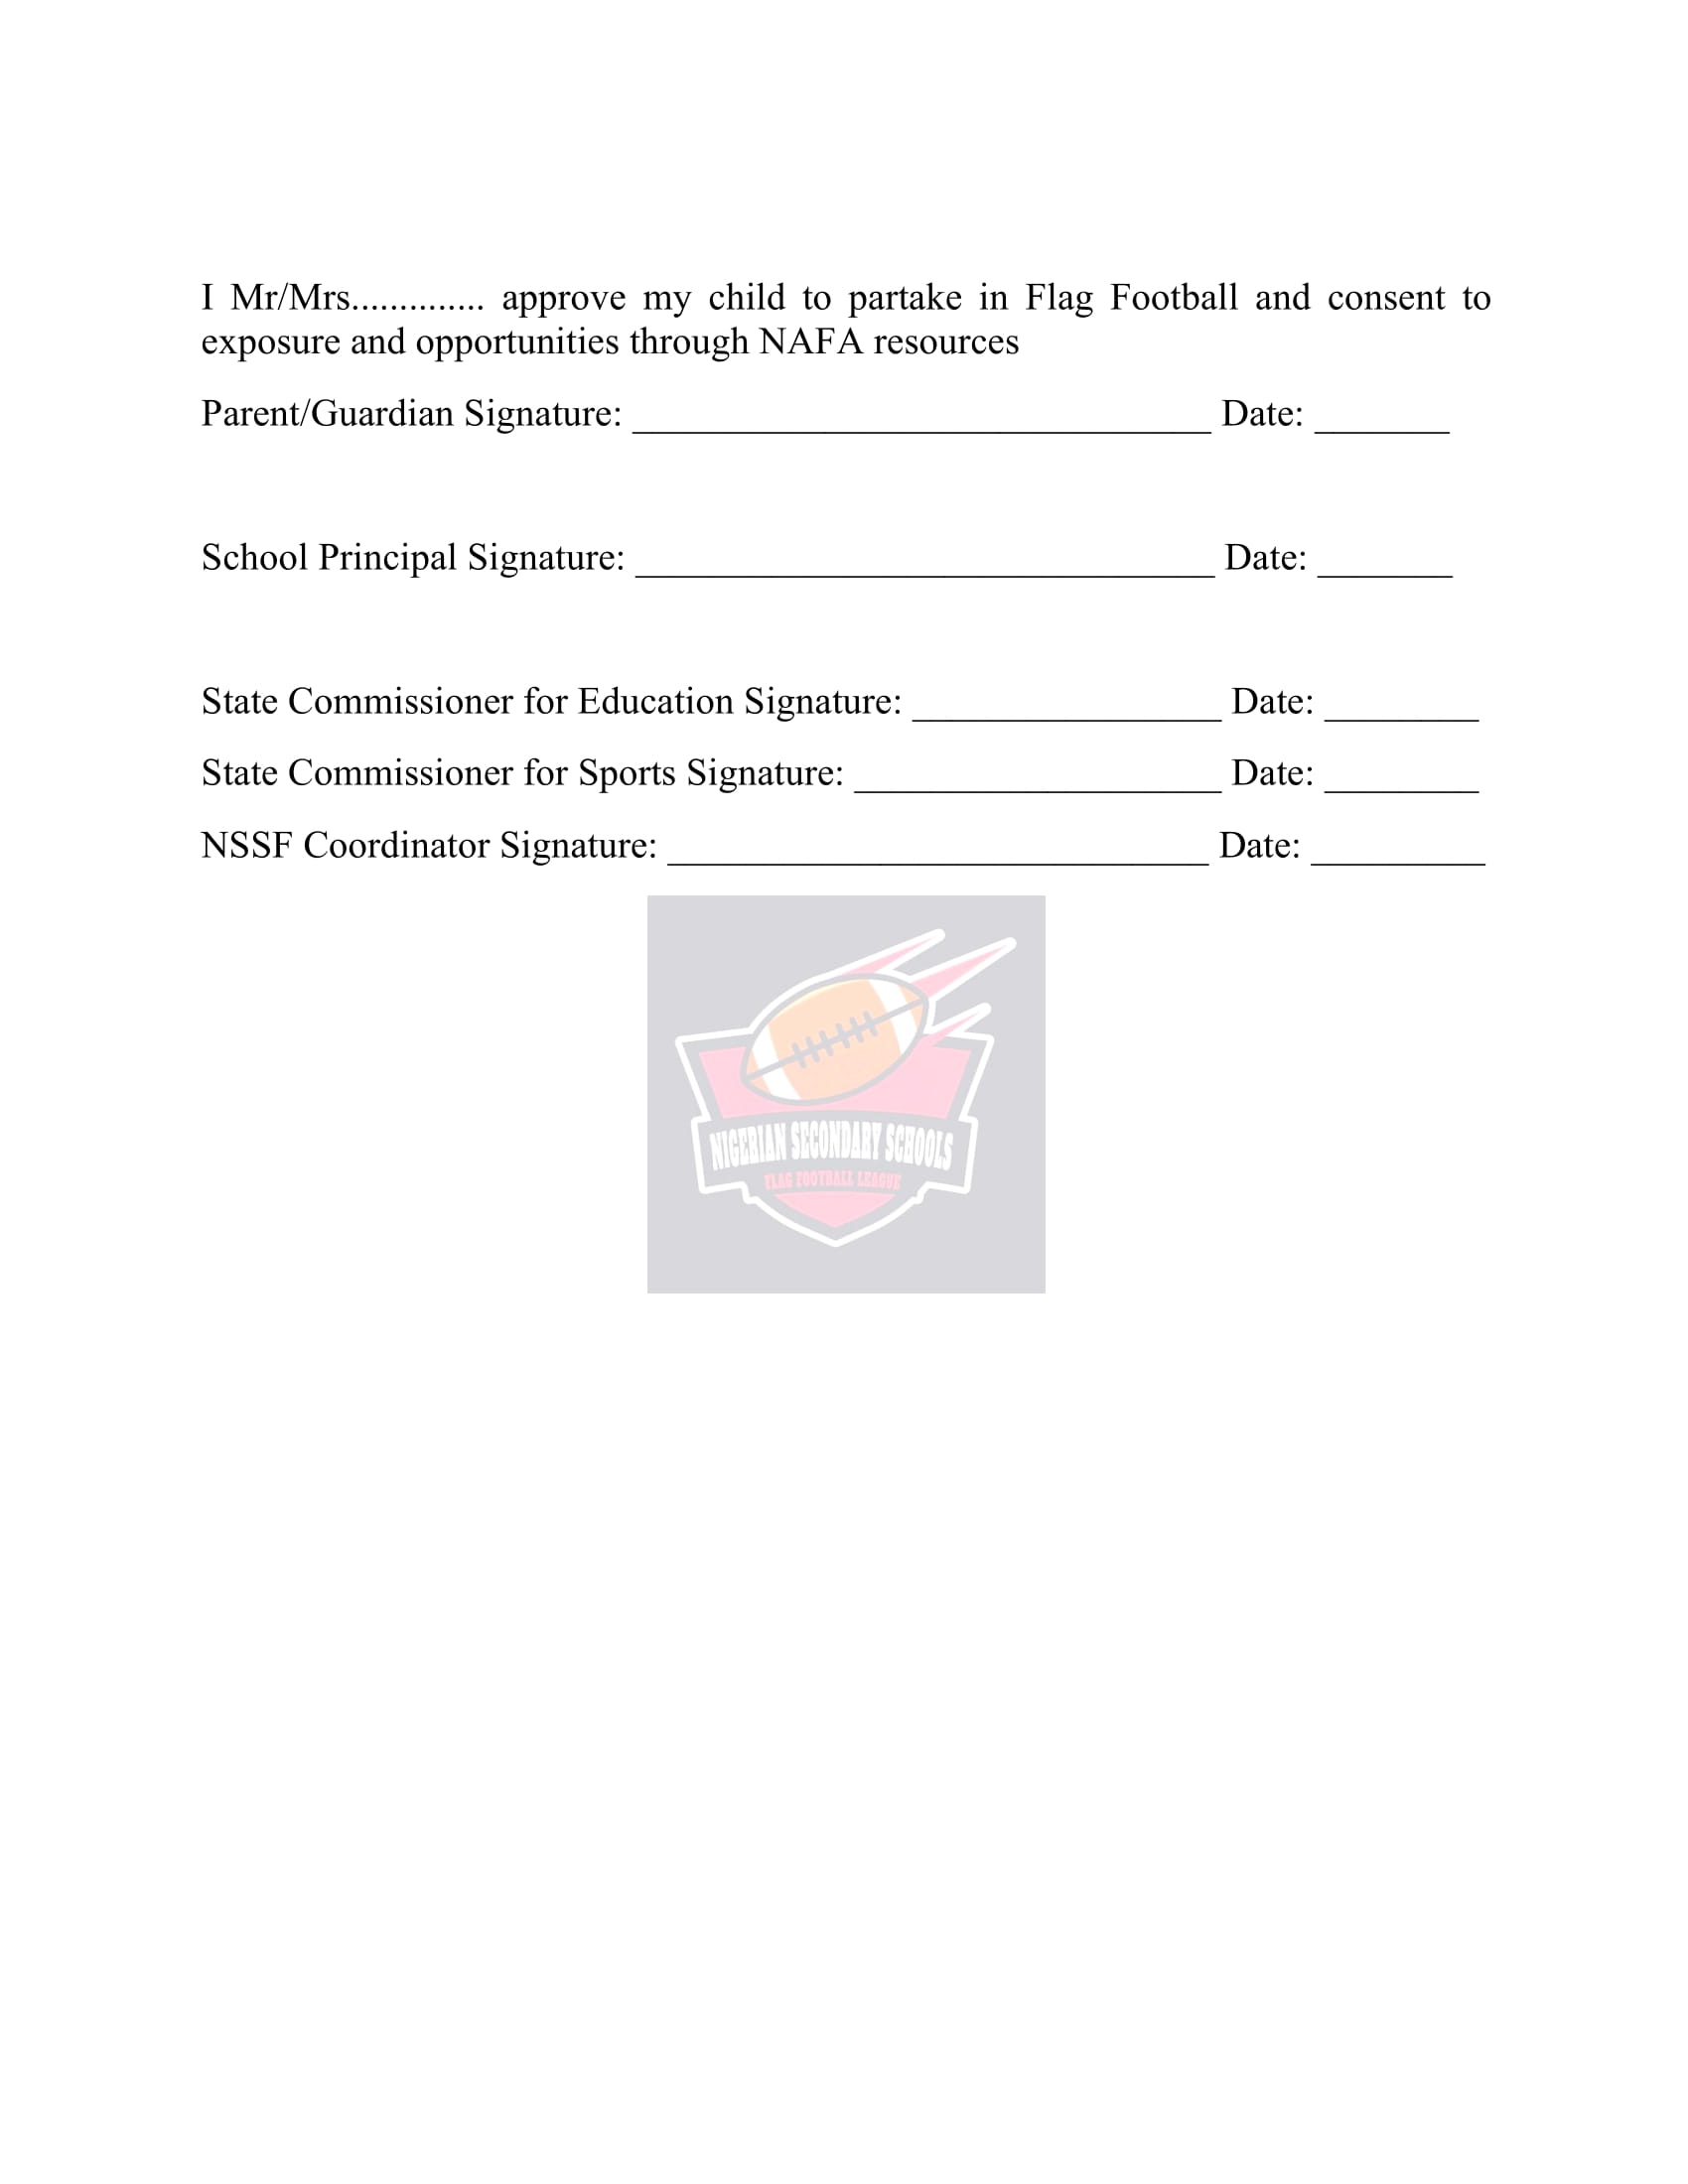 I Mr/Mrs.............. approve my child to partake in Flag Football and consent to
exposure and opportunities through NAFA resources
Parent/Guardian Signature: ______________________________ Date: _______
School Principal Signature: ______________________________ Date: _______
State Commissioner for Education Signature: ________________ Date: ________
State Commissioner for Sports Signature: ___________________ Date: ________
NSSF Coordinator Signature: ____________________________ Date: _________
NIGERIAN SECONDARY SCHOOLS
FLAG FOOTBALL LEAGUE